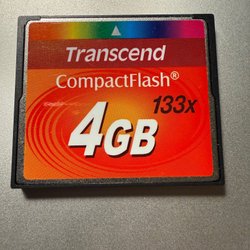 Transcend
CompactFlash®
133x
4GB